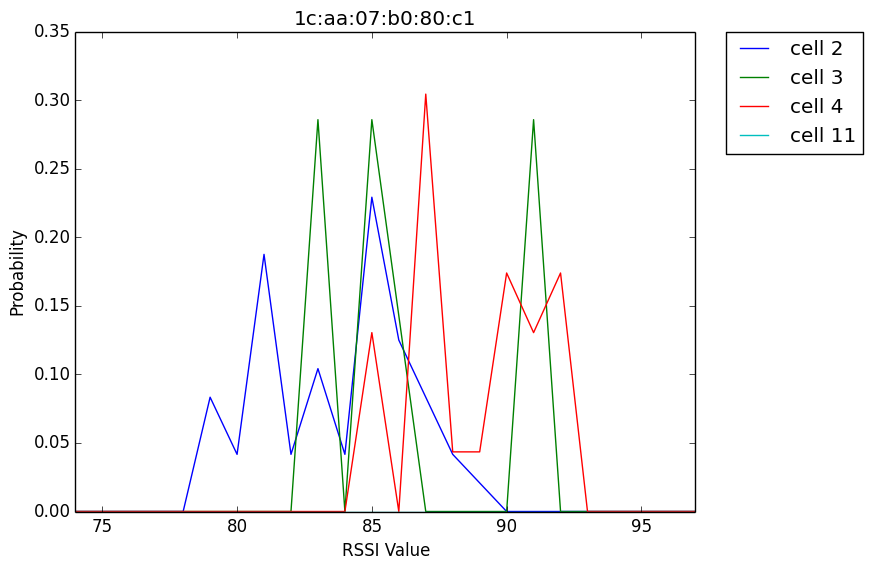 1c:aa:07:b0:80:c1
0.35
0.30
0.25
0.20
0.15
0.10
0.05
0.00
Probability
75 80 85 90 95
RSSI Value
cell 2
cell 3
cell 4
cell 11